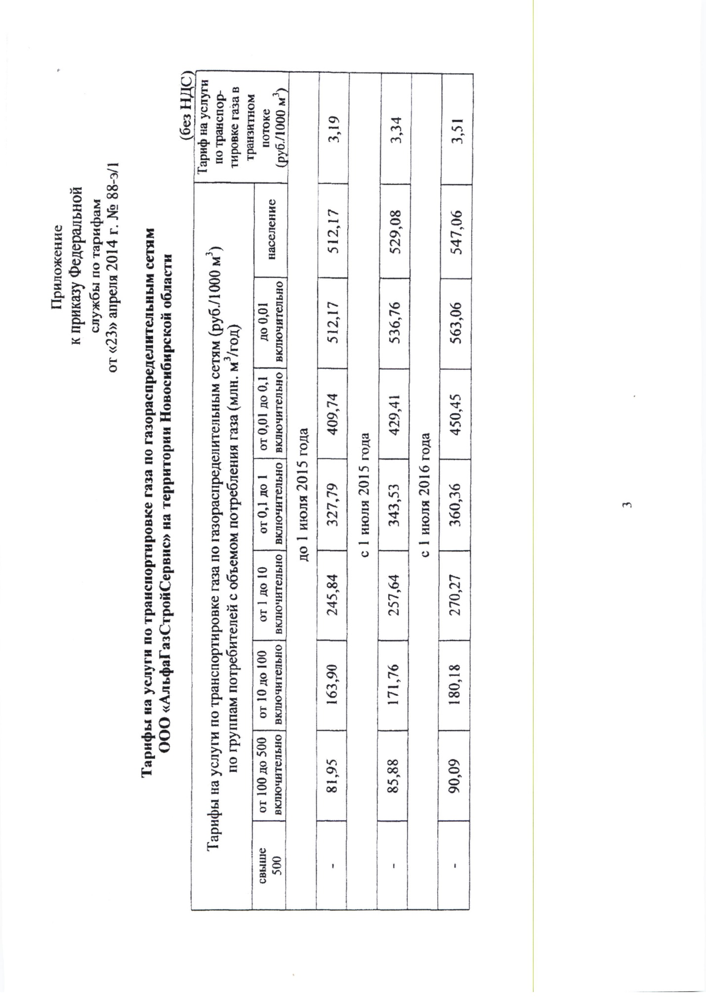 Приложение
к приказу Федеральной
службы по тарифам
от «23» апреля 2014 г. № 88-э/1
Тарифы на услуги по транспортировке газа по газораспределительным сетям
ООО «АльфаГазСтройСервис» на территории Новосибирской области
(без НДС)
Тарифы на услуги по транспортировке газа по газораспределительным сетям (руб./1000 м³)
по группам потребителей с объемом потребления газа (млн. м³/год)
Тариф на услуги
по транспор-
тировке газа в
транзитном
потоке
(руб./1000 м³)
свыше
500
от 100 до 500
включительно
от 10 до 100
включительно
от 1 до 10
включительно
от 0,1 до 1
включительно
от 0,01 до 0,1
включительно
до 0,01
включительно
население
до 1 июля 2015 года
- 81,95 163,90 245,84 327,79 409,74 512,17 512,17 3,19
с 1 июля 2015 года
- 85,88 171,76 257,64 343,53 429,41 536,76 529,08 3,34
с 1 июля 2016 года
- 90,09 180,18 270,27 360,36 450,45 563,06 547,06 3,51
3